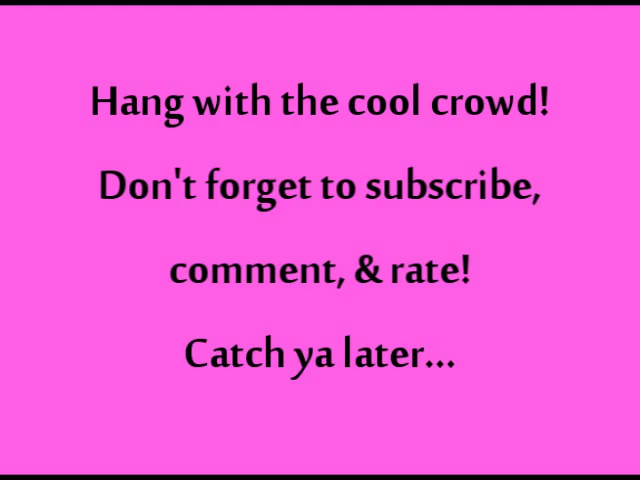 Hang with the cool crowd!
Don't forget to subscribe,
comment, & rate!
Catch ya later...